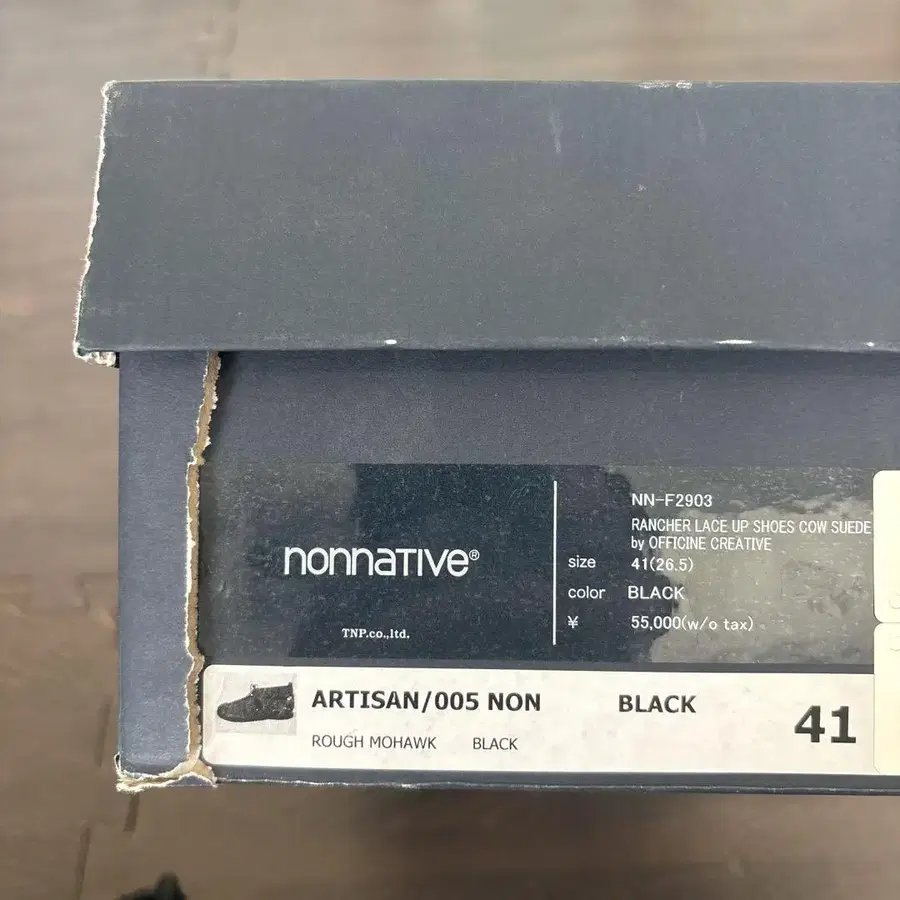 nonnative®
TNP.co.,ltd.
NN-F2903
RANCHER LACE UP SHOES COW SUEDE
by OFFICINE CREATIVE
size 41(26.5)
color BLACK
¥ 55,000(w/o tax)
ARTISAN/005 NON BLACK
ROUGH MOHAWK BLACK
41